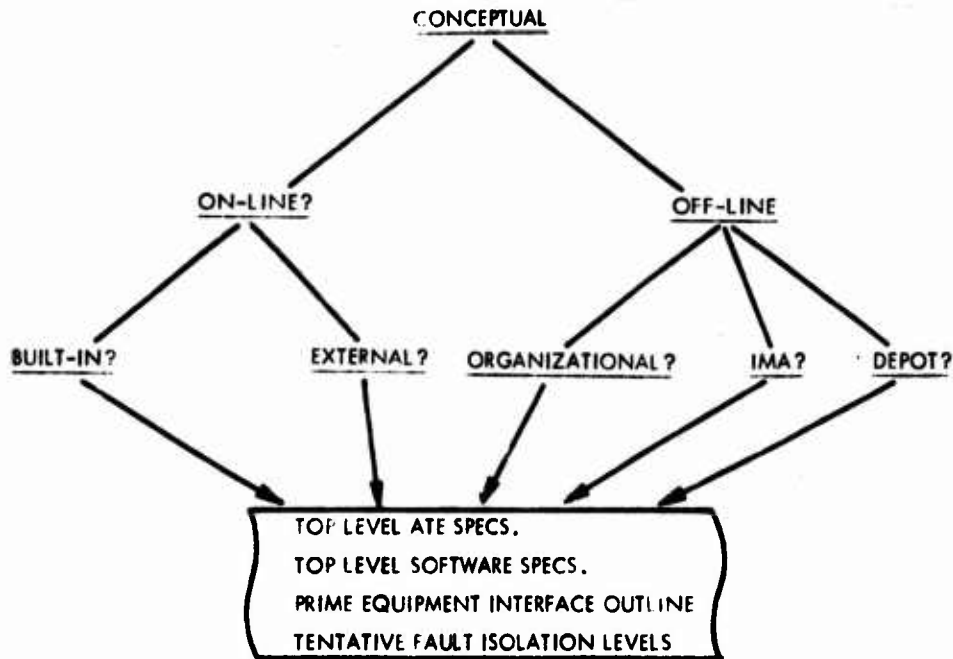 CONCEPTUAL
ON-LINE?
OFF-LINE
BUILT-IN?
EXTERNAL?
ORGANIZATIONAL?
IMA?
DEPOT?
TOP LEVEL ATE SPECS.
TOP LEVEL SOFTWARE SPECS.
PRIME EQUIPMENT INTERFACE OUTLINE
TENTATIVE FAULT ISOLATION LEVELS